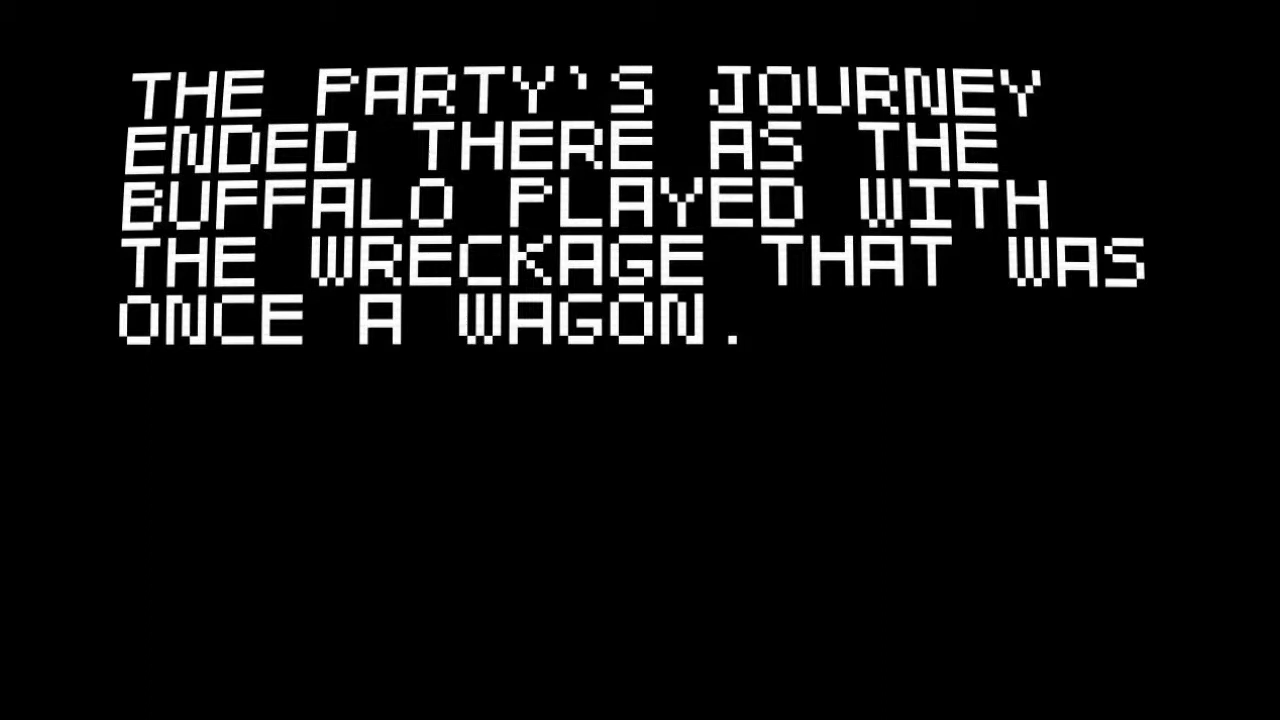 THE PARTY'S JOURNEY
ENDED THERE AS THE
BUFFALO PLAYED WITH
THE WRECKAGE THAT WAS
ONCE A WAGON.